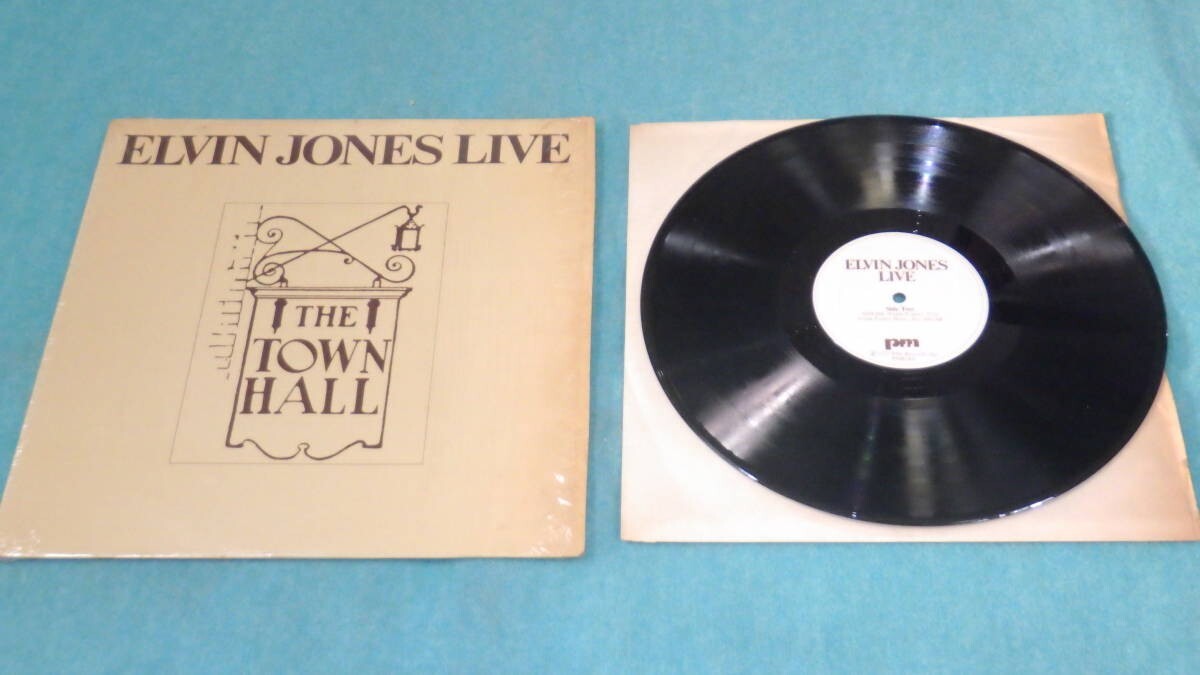 ELVIN JONES LIVE
THE
TOWN
HALL
ELVIN JONES
LIVE
Side Two
pm